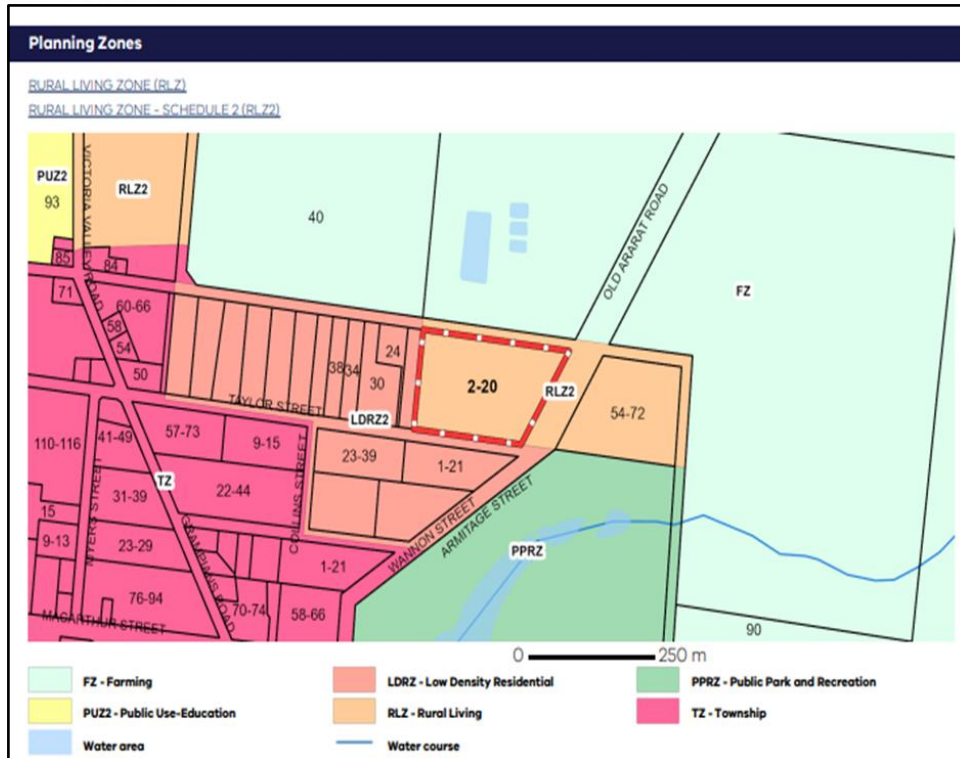 Planning Zones
RURAL LIVING ZONE (RLZ)
RURAL LIVING ZONE - SCHEDULE 2 (RLZ2)
PUZ2
93
VICTORIA VALLEY ROAD
RLZ2
40
OLD ARARAT ROAD
FZ
85
84
71
60-66
58
54
50
38
34
24
30
2-20
RLZ2
54-72
TAYLOR STREET
LDRZ2
110-116
41-49
57-73
9-15
23-39
1-21
TZ
31-39
22-44
COLLINS STREET
WANNON STREET
ARMITAGE STREET
15
9-13
MYERS STREET
23-29
GRAMPIANS ROAD
1-21
PPRZ
76-94
70-74
58-66
MACARTHUR STREET
90
0 250 m
FZ - Farming
LDRZ - Low Density Residential
PPRZ - Public Park and Recreation
PUZ2 - Public Use-Education
RLZ - Rural Living
TZ - Township
Water area
Water course